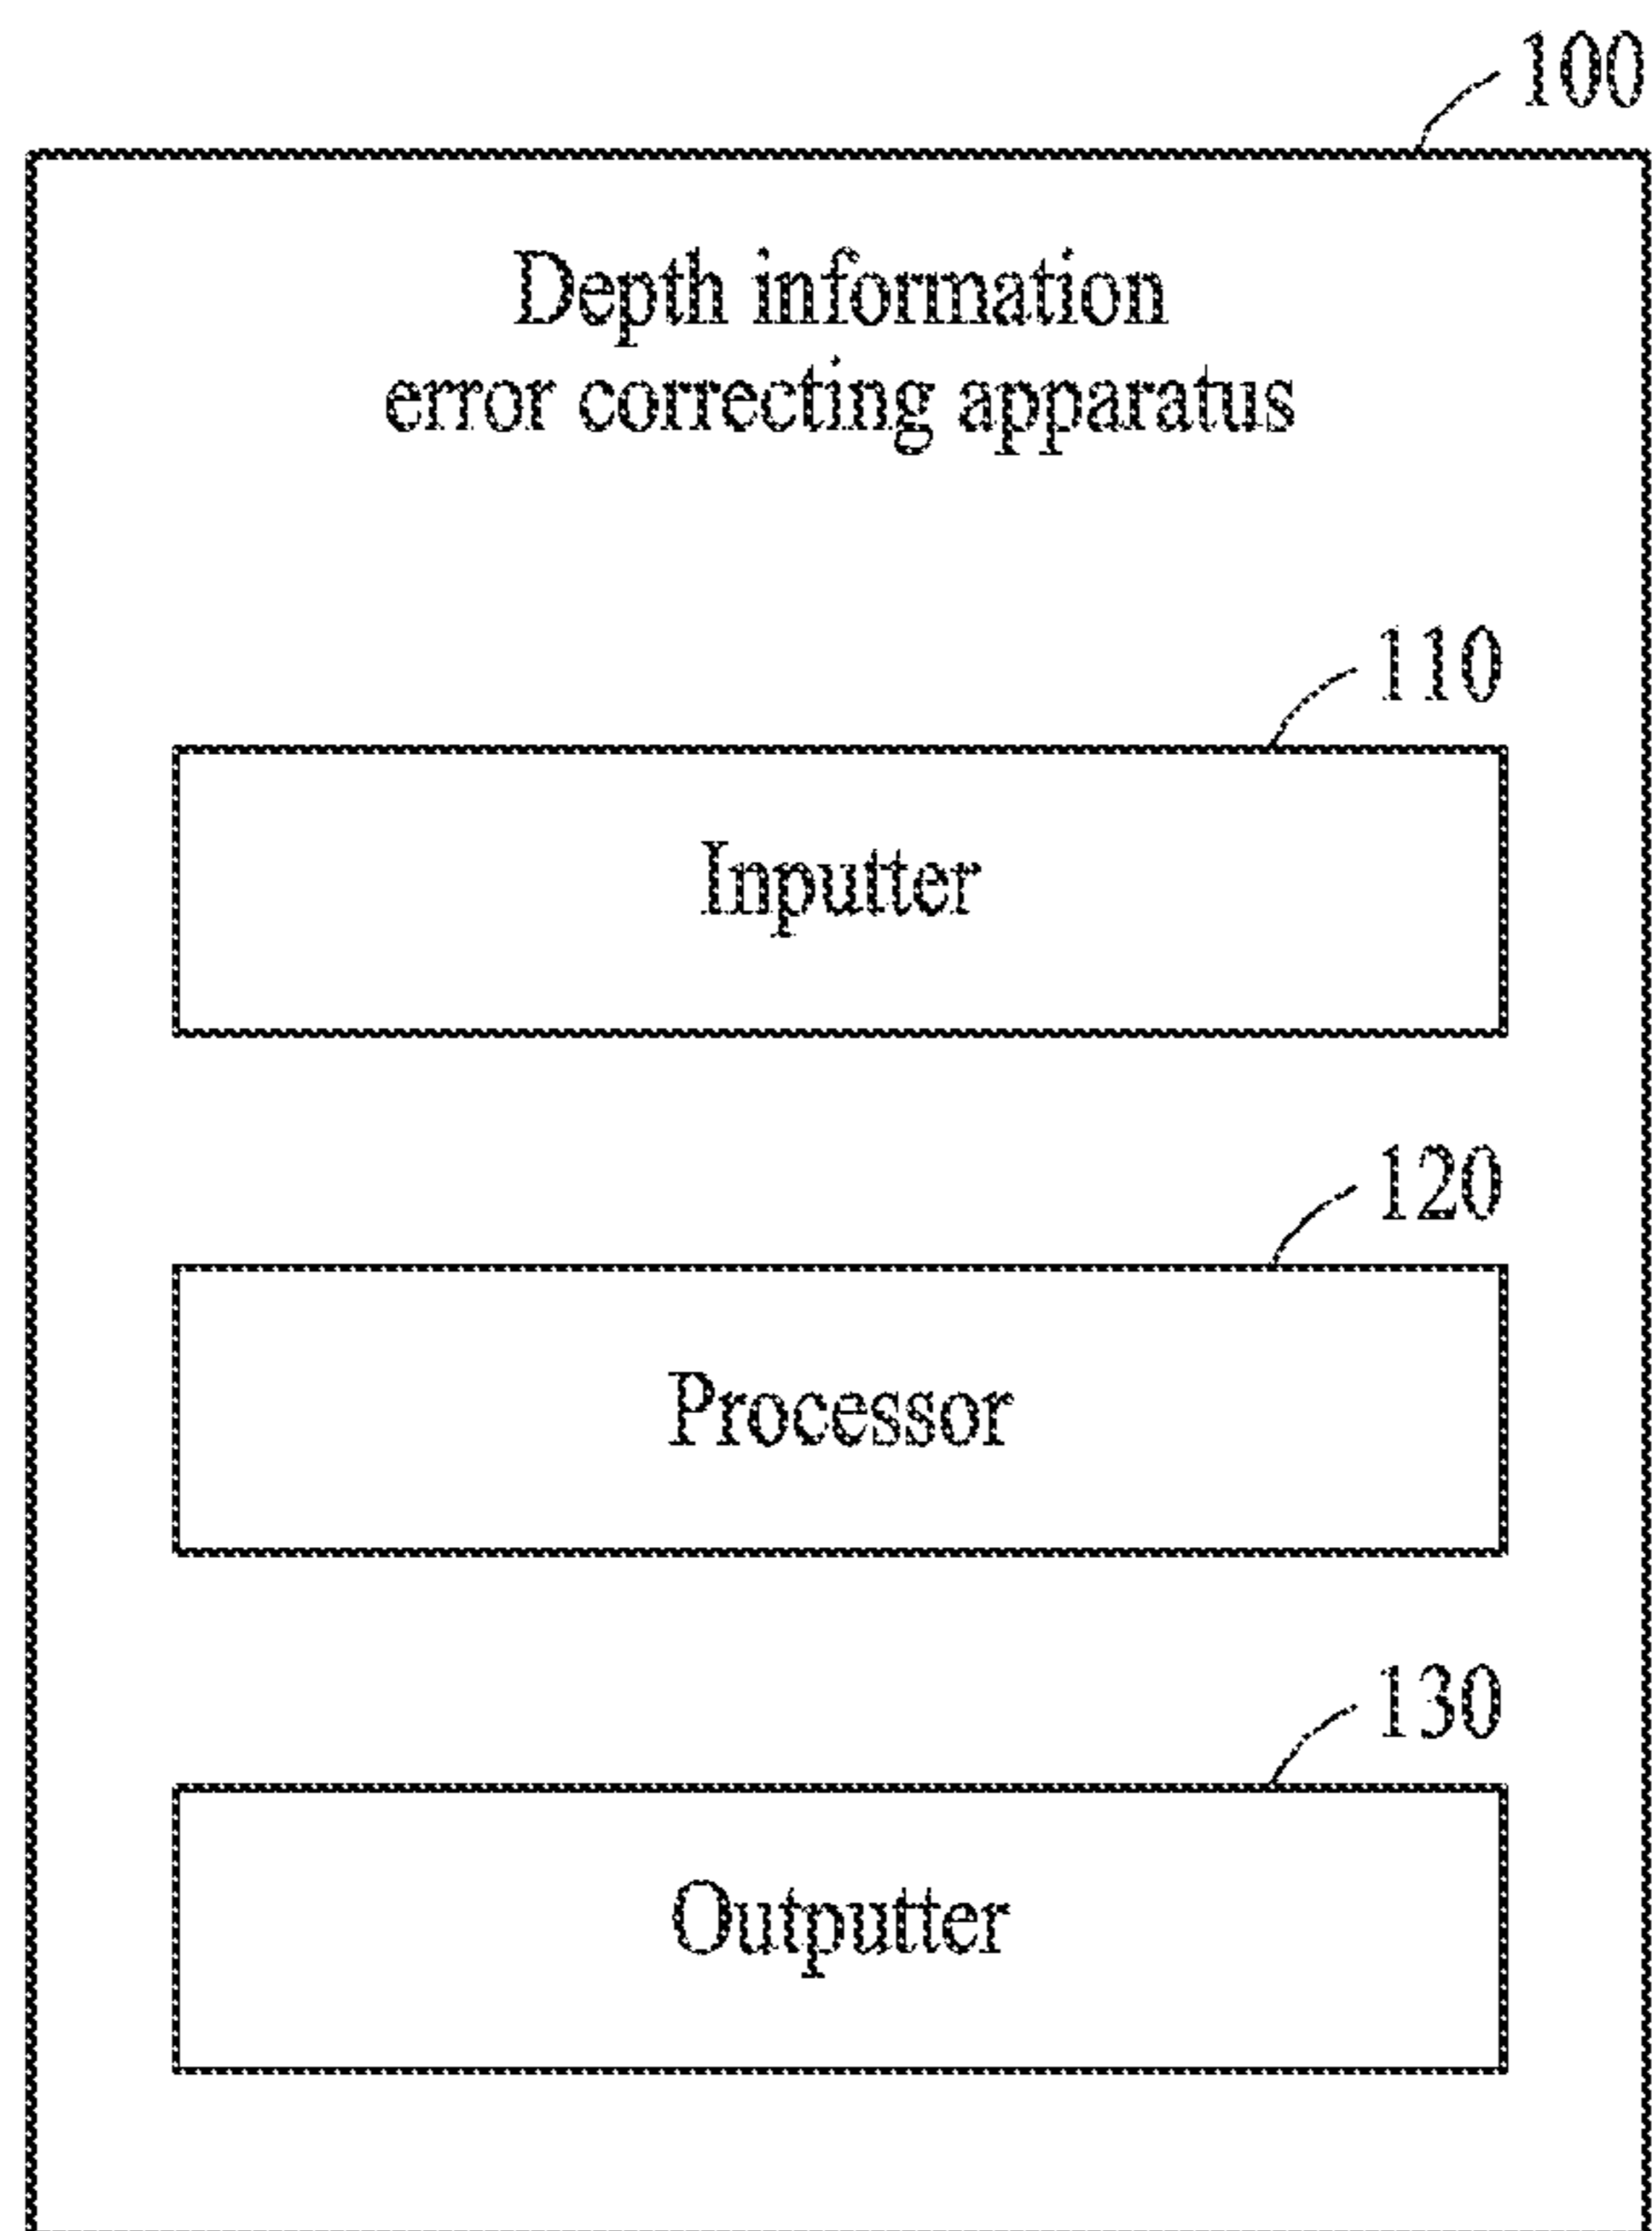 100
Depth information
error correcting apparatus
110
Inputter
120
Processor
130
Outputter